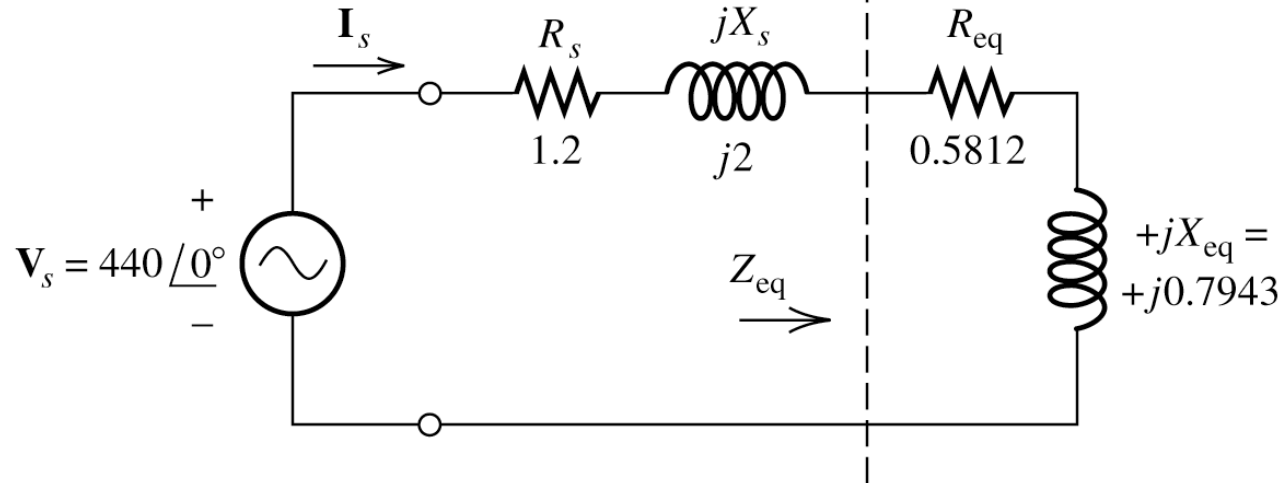 I_s
R_s
jX_s
R_eq
1.2
j2
0.5812
+
V_s = 440 /0°
−
Z_eq
+jX_eq =
+j0.7943